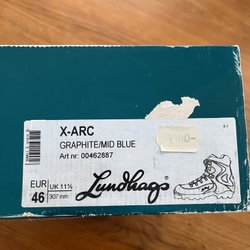 X-ARC
GRAPHITE/MID BLUE
Art nr: 00462887
EUR
46
UK 11½
307 mm
Lundhags